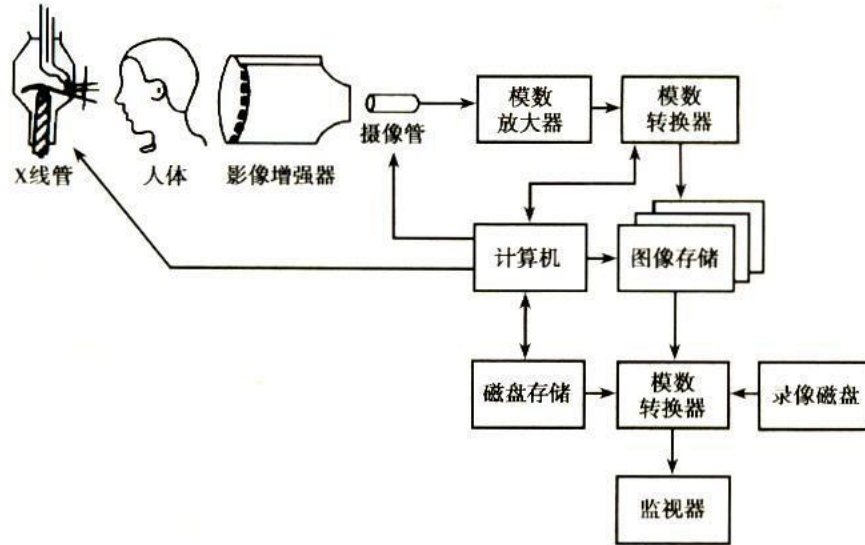 X线管
人体
影像增强器
摄像管
模数
放大器
模数
转换器
计算机
图像存储
磁盘存储
模数
转换器
录像磁盘
监视器